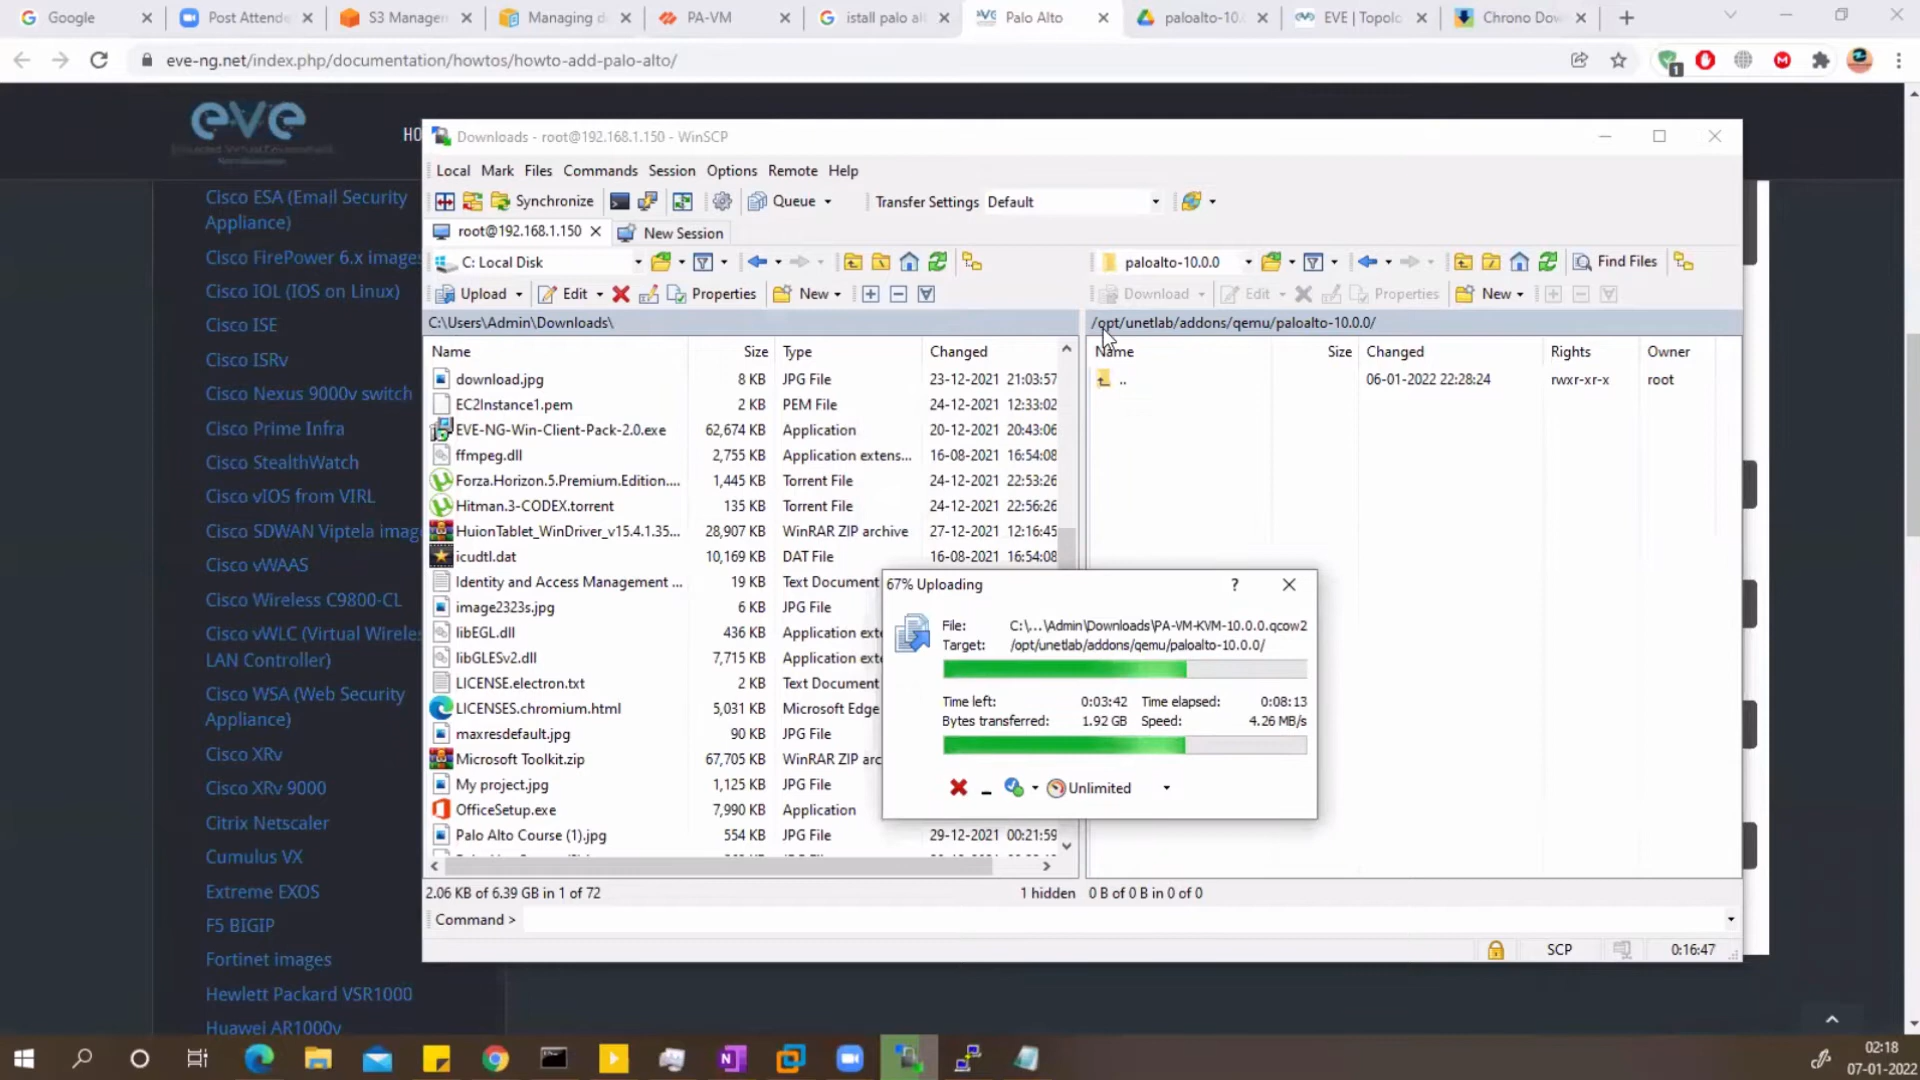 Google
Post Attende
S3 Manager
Managing d
PA-VM
istall palo al
Palo Alto
paloalto-10.
EVE | Topolo
Chrono Dow
eve-ng.net/index.php/documentation/howtos/howto-add-palo-alto/
1
eve
HO
Cisco ESA (Email Security
Appliance)
Cisco FirePower 6.x images
Cisco IOL (IOS on Linux)
Cisco ISE
Cisco ISRv
Cisco Nexus 9000v switch
Cisco Prime Infra
Cisco StealthWatch
Cisco vIOS from VIRL
Cisco SDWAN Viptela imag
Cisco vWAAS
Cisco Wireless C9800-CL
Cisco vWLC (Virtual Wireles
LAN Controller)
Cisco WSA (Web Security
Appliance)
Cisco XRv
Cisco XRv 9000
Citrix Netscaler
Cumulus VX
Extreme EXOS
F5 BIGIP
Fortinet images
Hewlett Packard VSR1000
Huawei AR1000v
Downloads - root@192.168.1.150 - WinSCP
Local Mark Files Commands Session Options Remote Help
Synchronize Queue Transfer Settings Default
root@192.168.1.150 New Session
C: Local Disk
paloalto-10.0.0 Find Files
Upload Edit Properties New
Download Edit Properties New
C:\Users\Admin\Downloads\
/opt/unetlab/addons/qemu/paloalto-10.0.0/
Name Size Type Changed
Name Size Changed Rights Owner
.. 06-01-2022 22:28:24 rwxr-xr-x root
download.jpg 8 KB JPG File 23-12-2021 21:03:57
EC2Instance1.pem 2 KB PEM File 24-12-2021 12:33:02
EVE-NG-Win-Client-Pack-2.0.exe 62,674 KB Application 20-12-2021 20:43:06
ffmpeg.dll 2,755 KB Application extens... 16-08-2021 16:54:08
Forza.Horizon.5.Premium.Edition.... 1,445 KB Torrent File 24-12-2021 22:53:26
Hitman.3-CODEX.torrent 135 KB Torrent File 24-12-2021 22:56:26
HuionTablet_WinDriver_v15.4.1.35... 28,907 KB WinRAR ZIP archive 27-12-2021 12:16:45
icudtl.dat 10,169 KB DAT File 16-08-2021 16:54:08
Identity and Access Management ... 19 KB Text Document
image2323s.jpg 6 KB JPG File
libEGL.dll 436 KB Application exte
libGLESv2.dll 7,715 KB Application exte
LICENSE.electron.txt 2 KB Text Document
LICENSES.chromium.html 5,031 KB Microsoft Edge
maxresdefault.jpg 90 KB JPG File
Microsoft Toolkit.zip 67,705 KB WinRAR ZIP arc
My project.jpg 1,125 KB JPG File
OfficeSetup.exe 7,990 KB Application
Palo Alto Course (1).jpg 554 KB JPG File 29-12-2021 00:21:59
67% Uploading ?
File: C:\...\Admin\Downloads\PA-VM-KVM-10.0.0.qcow2
Target: /opt/unetlab/addons/qemu/paloalto-10.0.0/
Time left: 0:03:42 Time elapsed: 0:08:13
Bytes transferred: 1.92 GB Speed: 4.26 MB/s
Unlimited
2.06 KB of 6.39 GB in 1 of 72 1 hidden 0 B of 0 B in 0 of 0
Command >
SCP 0:16:47
02:18
07-01-2022